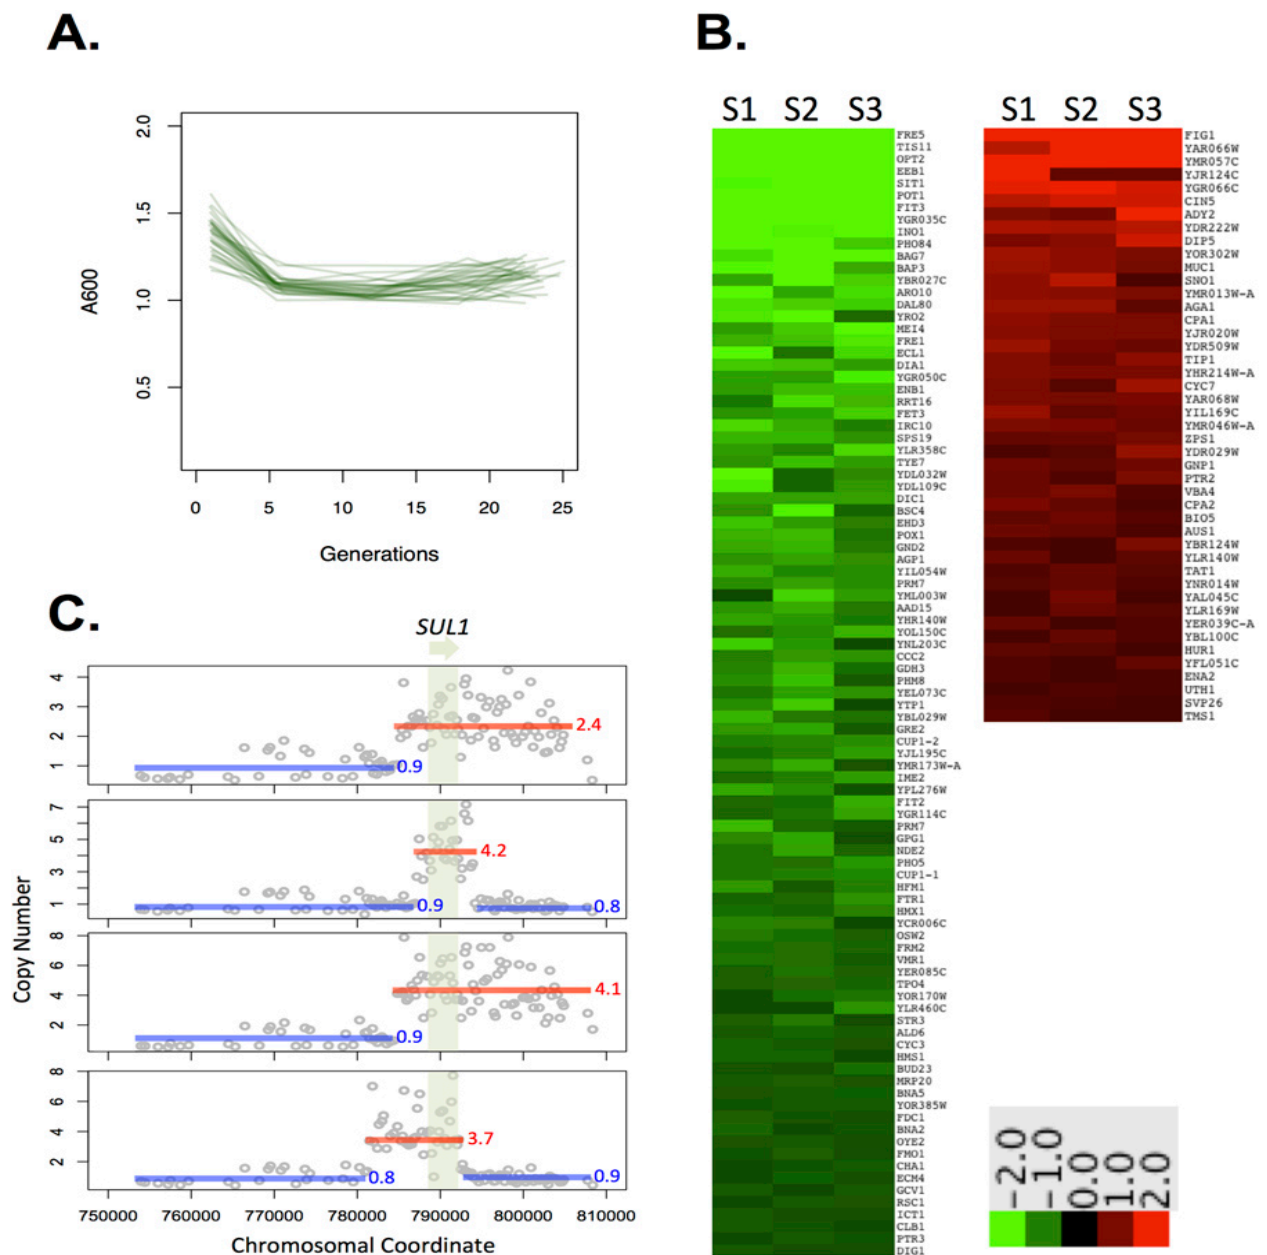 A.
B.
S1 S2 S3
S1 S2 S3
2.0
1.5
1.0
0.5
A600
0 5 10 15 20 25
Generations
FRE5
TIS11
OPT2
EEB1
SIT1
POT1
FIT3
YGR035C
INO1
PHO84
BAG7
BAP3
YBR027C
ARO10
DAL80
YRO2
MEI4
FRE1
ECL1
DIA1
YGR050C
ENB1
RRT16
FET3
IRC10
SPS19
YLR358C
TYE7
YDL032W
YDL109C
DIC1
BSC4
EHD3
POX1
GND2
AGP1
YIL054W
PRM7
YML003W
AAD15
YHR140W
YOL150C
YNL203C
CCC2
GDH3
PHM8
YEL073C
YTP1
YBL029W
GRE2
CUP1-2
YJL195C
YMR173W-A
IME2
YPL276W
FIT2
YGR114C
PRM7
GPG1
NDE2
PHO5
CUP1-1
HFM1
FTR1
HMX1
YCR006C
OSW2
FRM2
VMR1
YER085C
TPO4
YOR170W
YLR460C
STR3
ALD6
CYC3
HMS1
BUD23
MRP20
BNA5
YOR385W
FDC1
BNA2
OYE2
FMO1
CHA1
ECM4
GCV1
RSC1
ICT1
CLB1
PTR3
DIG1
FIG1
YAR066W
YMR057C
YJR124C
YGR066C
CIN5
ADY2
YDR222W
DIP5
YOR302W
MUC1
SNO1
YMR013W-A
AGA1
CPA1
YJR020W
YDR509W
TIP1
YHR214W-A
CYC7
YAR068W
YIL169C
YMR046W-A
ZPS1
YDR029W
GNP1
PTR2
VBA4
CPA2
BIO5
AUS1
YBR124W
YLR140W
TAT1
YNR014W
YAL045C
YLR169W
YER039C-A
YBL100C
HUR1
YFL051C
ENA2
UTH1
SVP26
TMS1
-2.0
-1.0
0.0
1.0
2.0
C.
SUL1
4
3
2
1
2.4
0.9
7
5
3
1
4.2
0.9
0.8
8
6
4
2
4.1
0.9
8
6
4
2
3.7
0.8
0.9
Copy Number
750000 760000 770000 780000 790000 800000 810000
Chromosomal Coordinate